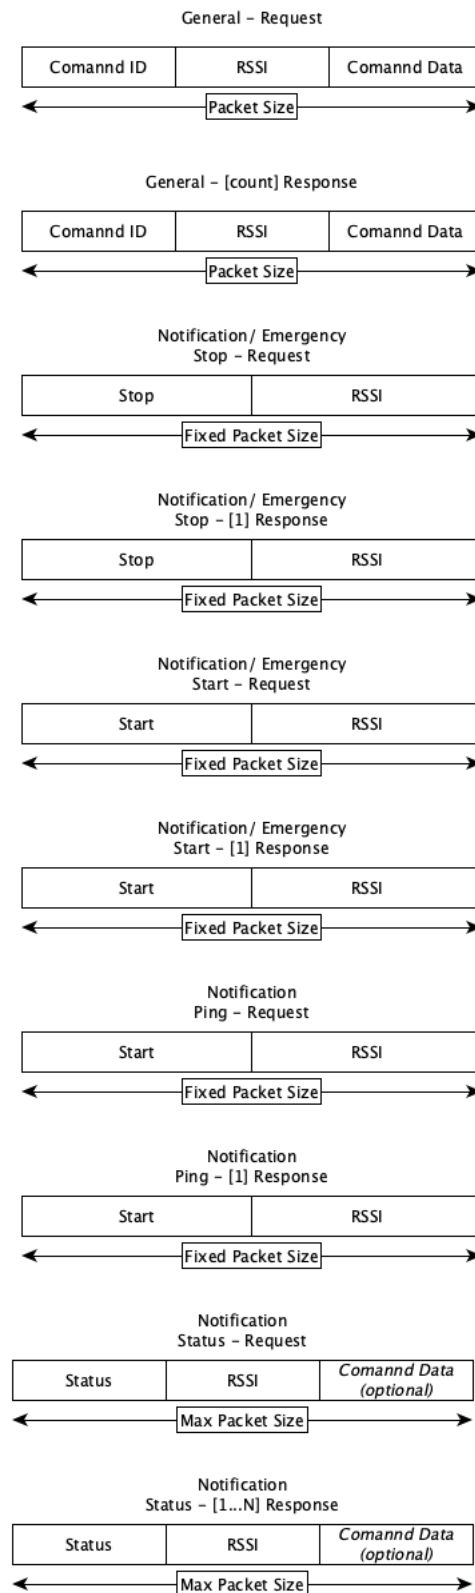 General – Request
Comannd ID RSSI Comannd Data
Packet Size
General – [count] Response
Comannd ID RSSI Comannd Data
Packet Size
Notification/ Emergency
Stop – Request
Stop RSSI
Fixed Packet Size
Notification/ Emergency
Stop – [1] Response
Stop RSSI
Fixed Packet Size
Notification/ Emergency
Start – Request
Start RSSI
Fixed Packet Size
Notification/ Emergency
Start – [1] Response
Start RSSI
Fixed Packet Size
Notification
Ping – Request
Start RSSI
Fixed Packet Size
Notification
Ping – [1] Response
Start RSSI
Fixed Packet Size
Notification
Status – Request
Status RSSI Comannd Data
(optional)
Max Packet Size
Notification
Status – [1...N] Response
Status RSSI Comannd Data
(optional)
Max Packet Size